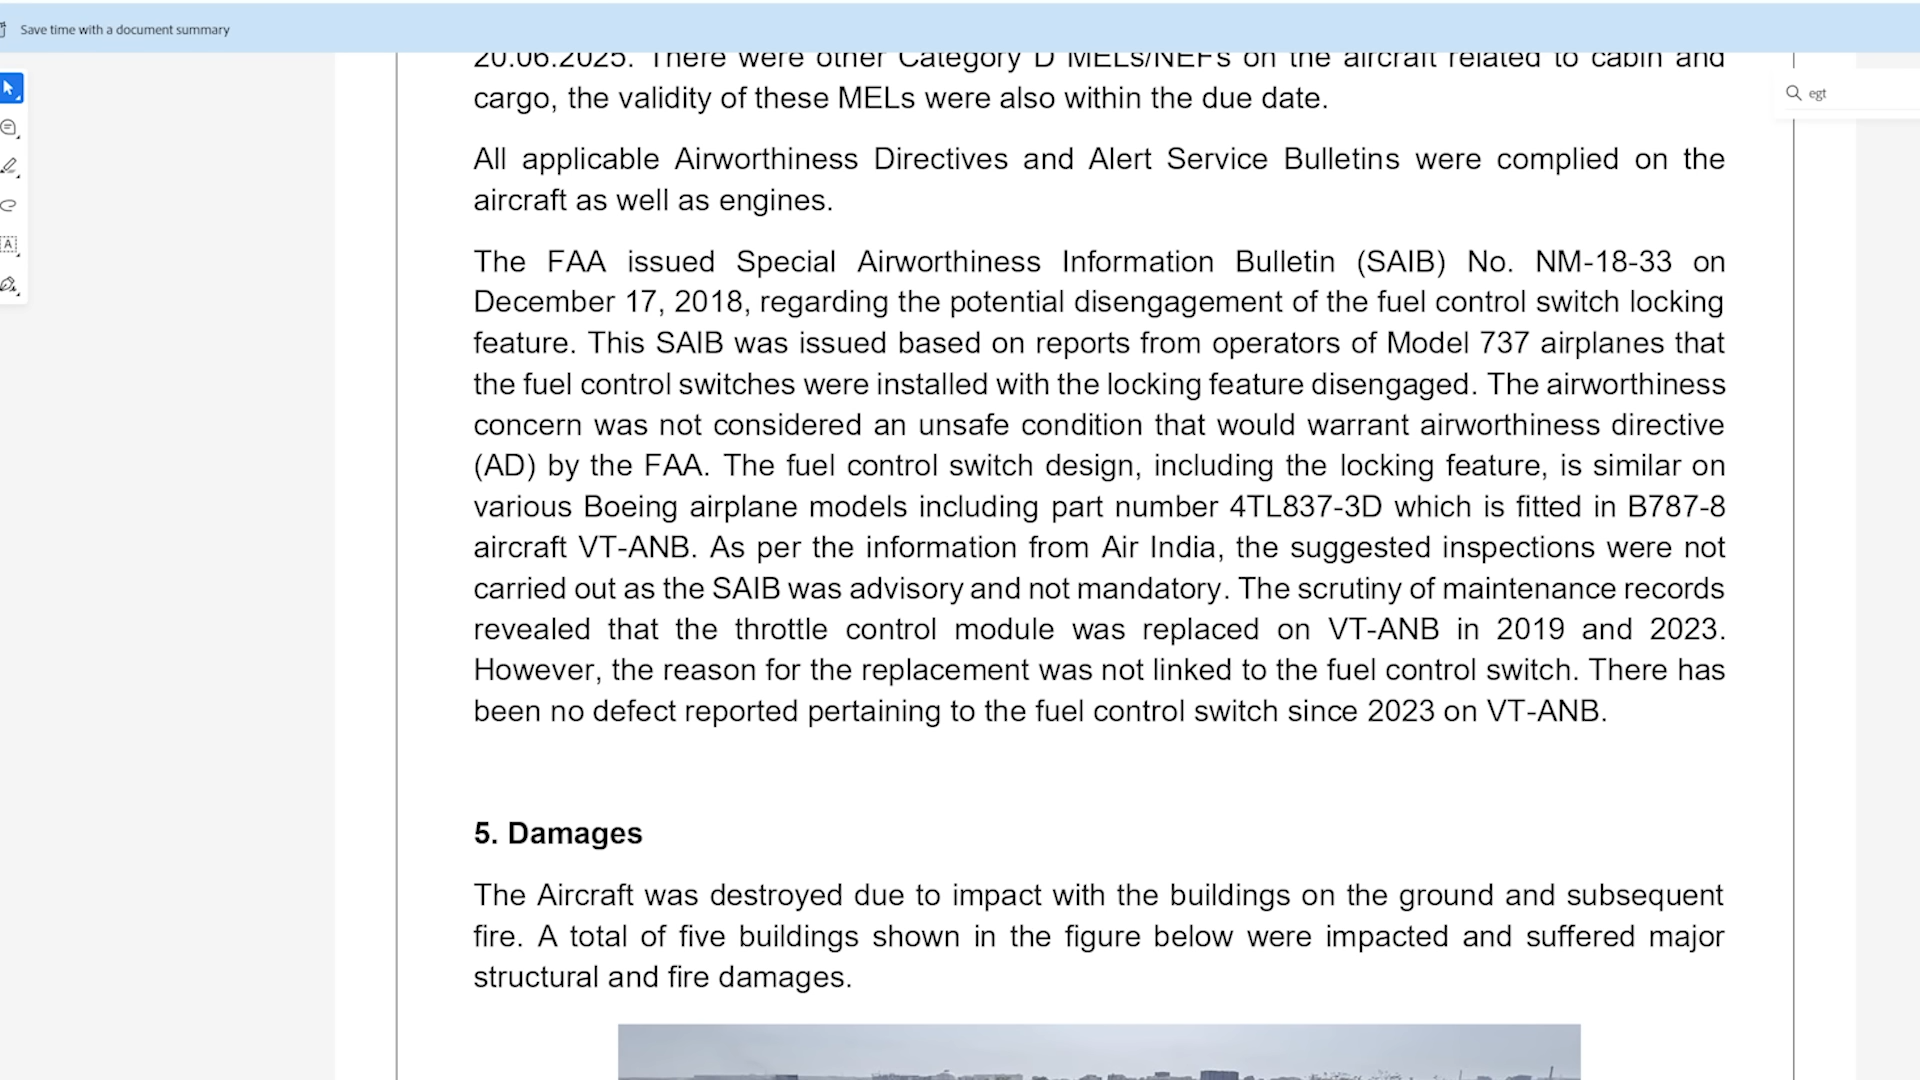 Save time with a document summary
egt
20.06.2025. There were other Category D MELs/NEFs on the aircraft related to cabin and
cargo, the validity of these MELs were also within the due date.
All applicable Airworthiness Directives and Alert Service Bulletins were complied on the
aircraft as well as engines.
The FAA issued Special Airworthiness Information Bulletin (SAIB) No. NM-18-33 on
December 17, 2018, regarding the potential disengagement of the fuel control switch locking
feature. This SAIB was issued based on reports from operators of Model 737 airplanes that
the fuel control switches were installed with the locking feature disengaged. The airworthiness
concern was not considered an unsafe condition that would warrant airworthiness directive
(AD) by the FAA. The fuel control switch design, including the locking feature, is similar on
various Boeing airplane models including part number 4TL837-3D which is fitted in B787-8
aircraft VT-ANB. As per the information from Air India, the suggested inspections were not
carried out as the SAIB was advisory and not mandatory. The scrutiny of maintenance records
revealed that the throttle control module was replaced on VT-ANB in 2019 and 2023.
However, the reason for the replacement was not linked to the fuel control switch. There has
been no defect reported pertaining to the fuel control switch since 2023 on VT-ANB.
5. Damages
The Aircraft was destroyed due to impact with the buildings on the ground and subsequent
fire. A total of five buildings shown in the figure below were impacted and suffered major
structural and fire damages.